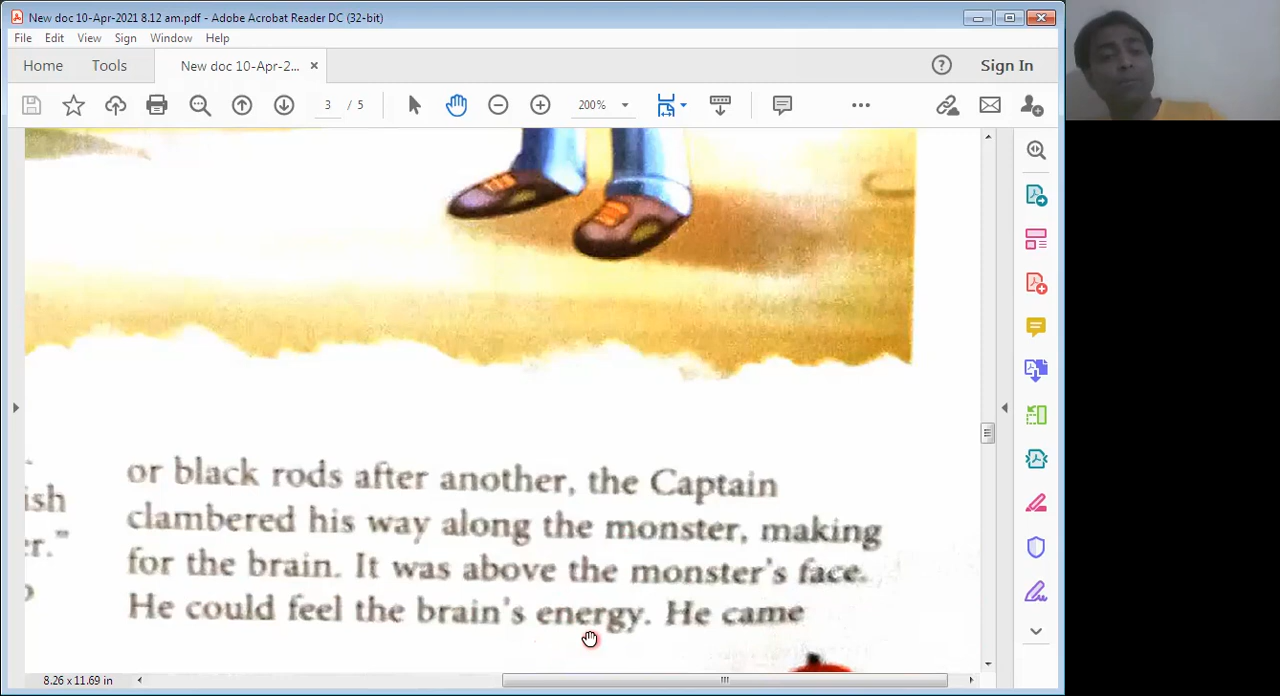 New doc 10-Apr-2021 8.12 am.pdf - Adobe Acrobat Reader DC (32-bit)
File Edit View Sign Window Help
Home Tools New doc 10-Apr-2... × Sign In
3 / 5 200%
or black rods after another, the Captain
clambered his way along the monster, making
for the brain. It was above the monster's face.
He could feel the brain's energy. He came
ish
r."
8.26 x 11.69 in